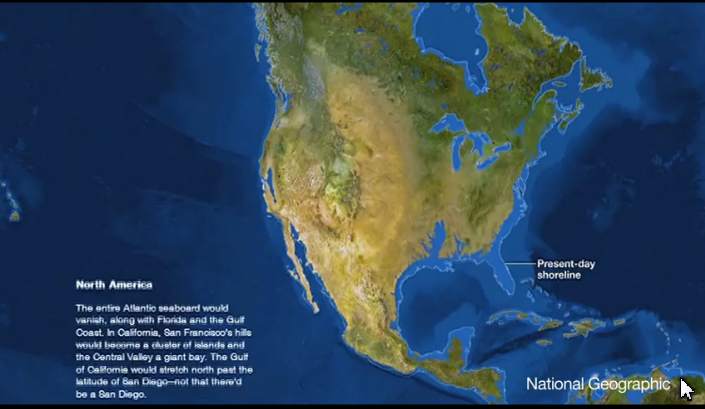 Present-day
shoreline
North America
The entire Atlantic seaboard would
vanish, along with Florida and the Gulf
Coast. In California, San Francisco's hills
would become a cluster of islands and
the Central Valley a giant bay. The Gulf
of California would stretch north past the
latitude of San Diego—not that there'd
be a San Diego.
National Geographic